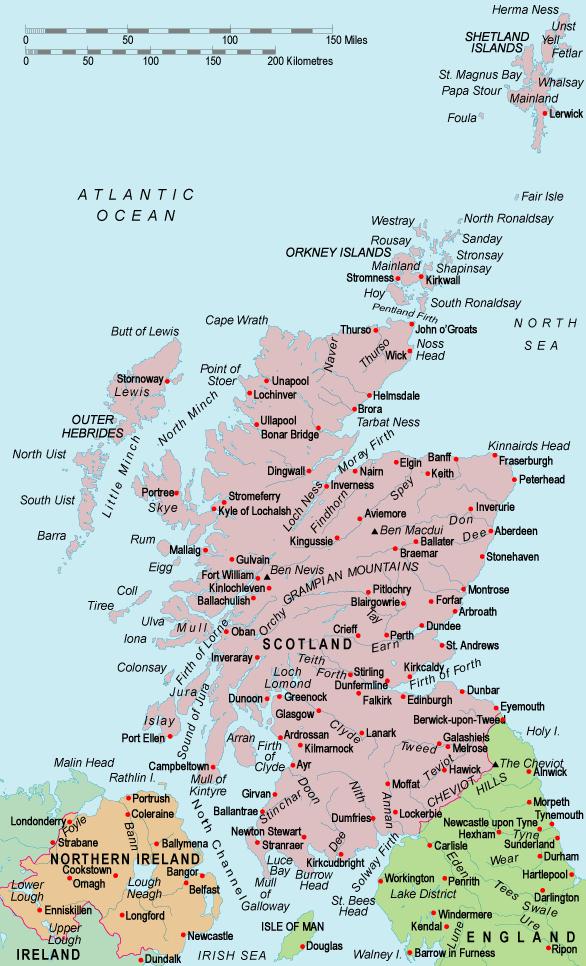 0 50 100 150 Miles
0 50 100 150 200 Kilometres
Herma Ness
Unst
SHETLAND
ISLANDS
Yell
Fetlar
St. Magnus Bay
Whalsay
Papa Stour
Mainland
Foula
Lerwick
ATLANTIC
OCEAN
Fair Isle
Westray
North Ronaldsay
Rousay
Sanday
ORKNEY ISLANDS
Stronsay
Mainland
Shapinsay
Stromness
Kirkwall
Hoy
South Ronaldsay
Pentland Firth
Cape Wrath
Thurso
John o'Groats
NORTH
SEA
Butt of Lewis
Naver
Thurso
Wick
Noss
Head
Point of
Stoer
Stornoway
Lewis
Unapool
Lochinver
Helmsdale
North Minch
Brora
OUTER
HEBRIDES
Ullapool
Bonar Bridge
Tarbat Ness
Little Minch
Moray Firth
Kinnairds Head
North Uist
Dingwall
Nairn
Elgin
Banff
Fraserburgh
Keith
Peterhead
South Uist
Portree
Skye
Stromeferry
Kyle of Lochalsh
Loch Ness
Inverness
Findhorn
Spey
Aviemore
Inverurie
Don
Barra
Rum
Kingussie
Ben Macdui
Dee
Aberdeen
Mallaig
Ballater
Braemar
Stonehaven
Eigg
Gulvain
Fort William
Ben Nevis
GRAMPIAN MOUNTAINS
Coll
Kinlochleven
Pitlochry
Montrose
Tiree
Ballachulish
Blairgowrie
Forfar
Arbroath
Ulva
Mull
Orchy
Tay
Dundee
Iona
Firth of Lorne
Oban
SCOTLAND
Crieff
Perth
Earn
St. Andrews
Colonsay
Inveraray
Teith
Forth
Stirling
Kirkcaldy
Loch
Lomond
Dunfermline
Firth of Forth
Jura
Sound of Jura
Dunoon
Greenock
Falkirk
Edinburgh
Dunbar
Islay
Glasgow
Clyde
Eyemouth
Berwick-upon-Tweed
Port Ellen
Arran
Ardrossan
Kilmarnock
Lanark
Tweed
Galashiels
Melrose
Holy I.
Firth
of
Clyde
Malin Head
Campbeltown
Ayr
Teviot
Hawick
The Cheviot
Rathlin I.
Mull of
Kintyre
Doon
Nith
Moffat
CHEVIOT HILLS
Alnwick
Portrush
Girvan
Annan
Morpeth
Londonderry
Foyle
Coleraine
Ballantrae
Stinchar
Dumfries
Lockerbie
Newcastle upon Tyne
Tynemouth
Strabane
Bann
North Channel
Newton Stewart
Hexham
Tyne
Sunderland
Ballymena
Stranraer
Dee
Carlisle
NORTHERN IRELAND
Luce
Bay
Kirkcudbright
Solway Firth
Eden
Wear
Durham
Cookstown
Bangor
Mull
of
Galloway
Burrow
Head
Workington
Penrith
Hartlepool
Lower
Lough
Omagh
Lough
Neagh
Belfast
St. Bees
Head
Lake District
Tees
Darlington
Swale
Enniskillen
Longford
Windermere
Ure
Upper
Lough
Newcastle
ISLE OF MAN
Kendal
Lune
ENGLAND
IRELAND
Dundalk
IRISH SEA
Douglas
Walney I.
Barrow in Furness
Ripon